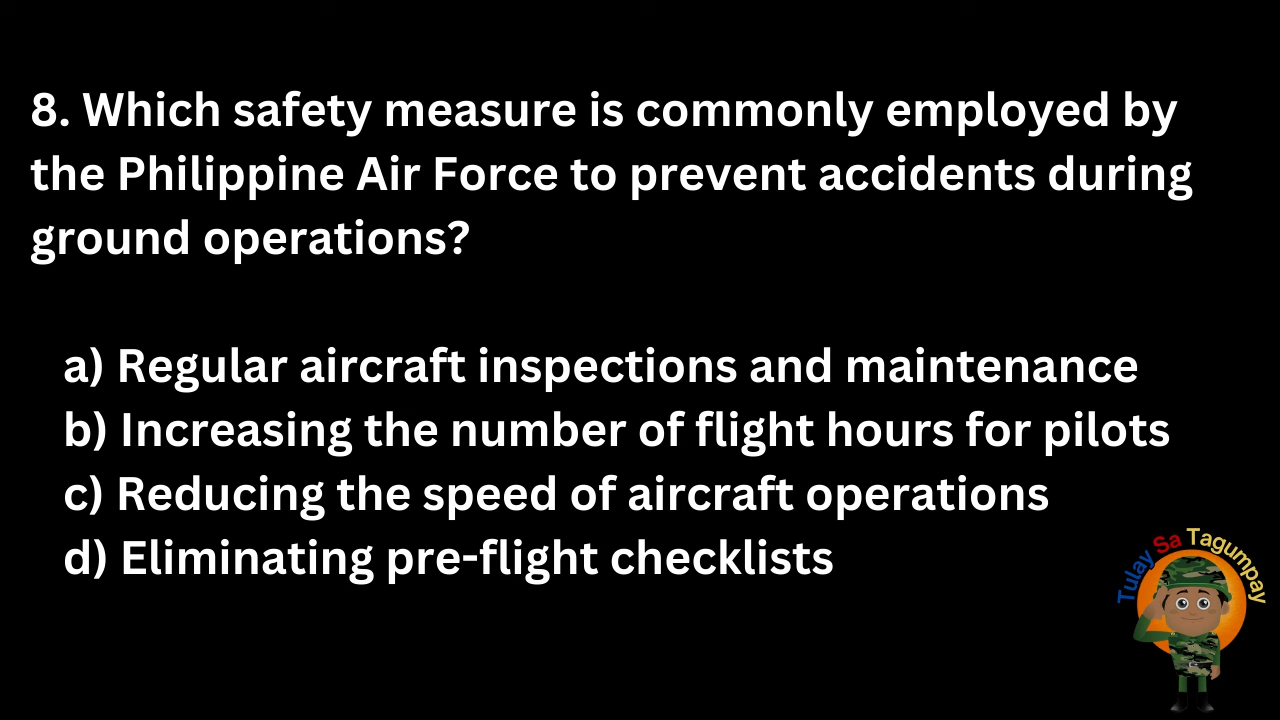 8. Which safety measure is commonly employed by
the Philippine Air Force to prevent accidents during
ground operations?
a) Regular aircraft inspections and maintenance
b) Increasing the number of flight hours for pilots
c) Reducing the speed of aircraft operations
d) Eliminating pre-flight checklists
Tulay Sa Tagumpay